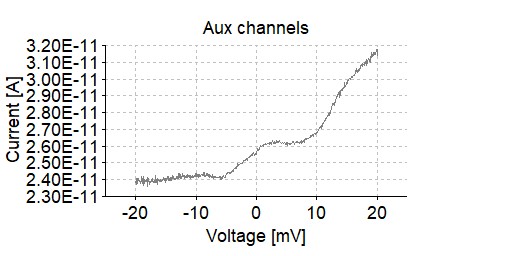 Aux channels
3.20E-11
3.10E-11
3.00E-11
2.90E-11
2.80E-11
2.70E-11
2.60E-11
2.50E-11
2.40E-11
2.30E-11
Current [A]
-20 -10 0 10 20
Voltage [mV]